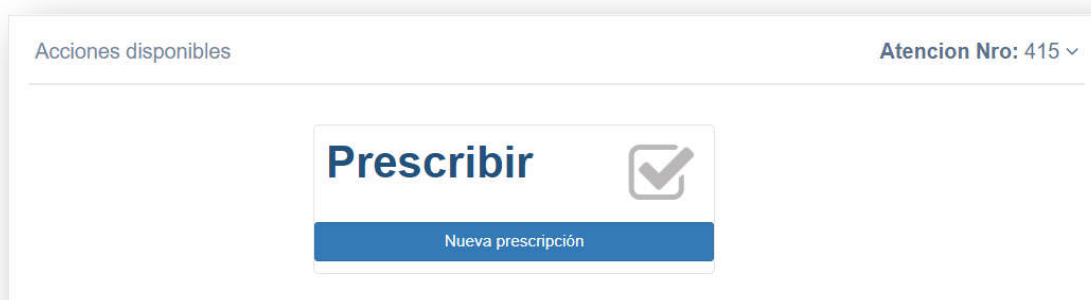 Acciones disponibles
Atencion Nro: 415
Prescribir
Nueva prescripción